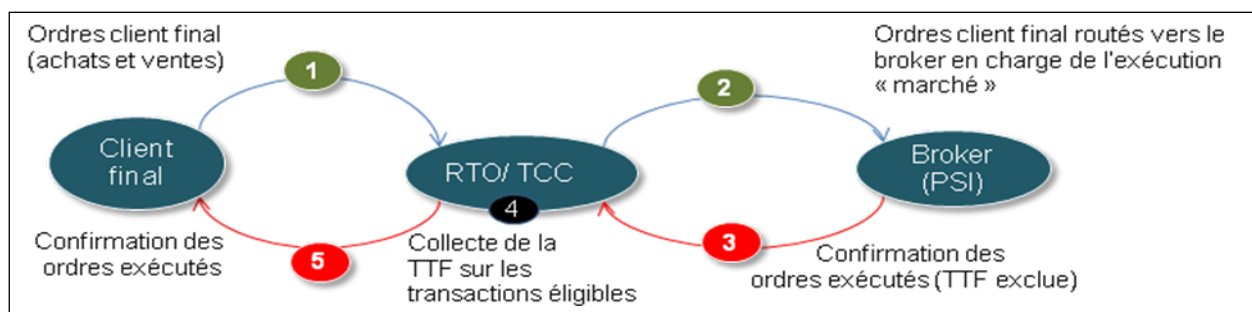 Ordres client final
(achats et ventes)
1
2
Ordres client final routés vers le
broker en charge de l'exécution
« marché »
Client
final
RTO/ TCC
4
Broker
(PSI)
Confirmation des
ordres exécutés
5
Collecte de la
TTF sur les
transactions éligibles
3
Confirmation des
ordres exécutés (TTF exclue)